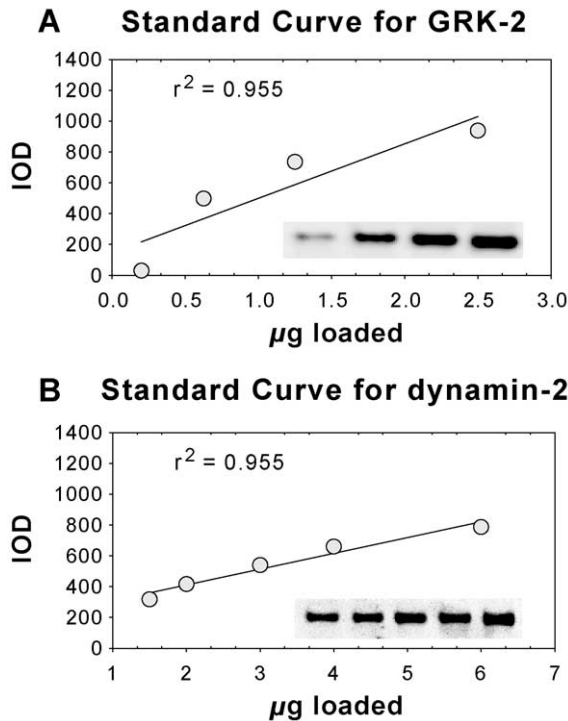 A Standard Curve for GRK-2
1400
1200
1000
800
600
400
200
0
IOD
r² = 0.955
0.0 0.5 1.0 1.5 2.0 2.5 3.0
µg loaded
B Standard Curve for dynamin-2
1400
1200
1000
800
600
400
200
0
IOD
r² = 0.955
1 2 3 4 5 6 7
µg loaded